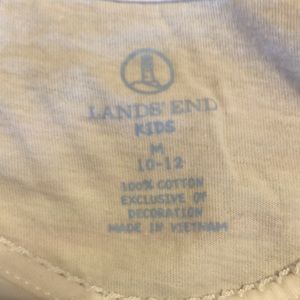 LANDS' END
KIDS
M
10-12
100% COTTON
EXCLUSIVE OF
DECORATION
MADE IN VIETNAM